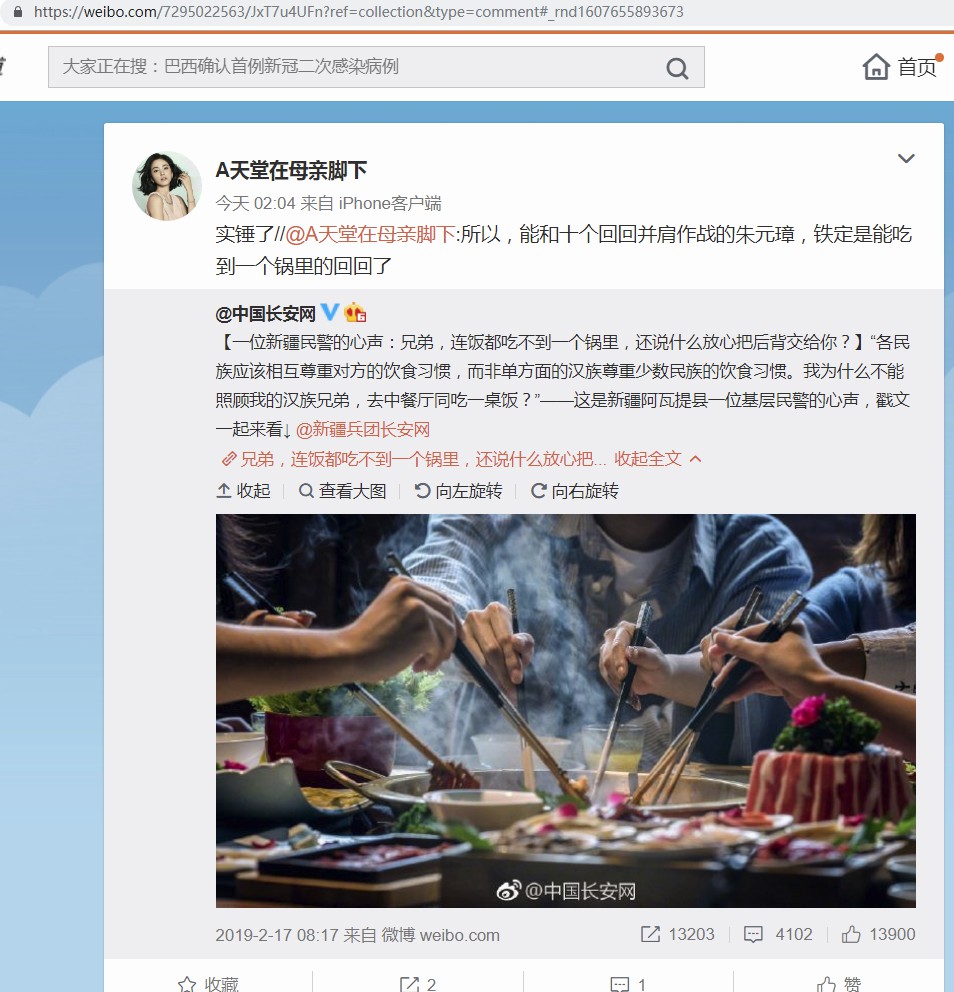 https://weibo.com/7295022563/JxT7u4UFn?ref=collection&type=comment#_rnd1607655893673
大家正在搜：巴西确认首例新冠二次感染病例
首页
A天堂在母亲脚下
今天 02:04 来自 iPhone客户端
实锤了//@A天堂在母亲脚下:所以，能和十个回回并肩作战的朱元璋，铁定是能吃
到一个锅里的回回了
@中国长安网
【一位新疆民警的心声：兄弟，连饭都吃不到一个锅里，还说什么放心把后背交给你？】“各民
族应该相互尊重对方的饮食习惯，而非单方面的汉族尊重少数民族的饮食习惯。我为什么不能
照顾我的汉族兄弟，去中餐厅同吃一桌饭？”——这是新疆阿瓦提县一位基层民警的心声，戳文
一起来看↓ @新疆兵团长安网
兄弟，连饭都吃不到一个锅里，还说什么放心把... 收起全文
收起 查看大图 向左旋转 向右旋转
@中国长安网
2019-2-17 08:17 来自 微博 weibo.com 13203 4102 13900
收藏 2 1 赞